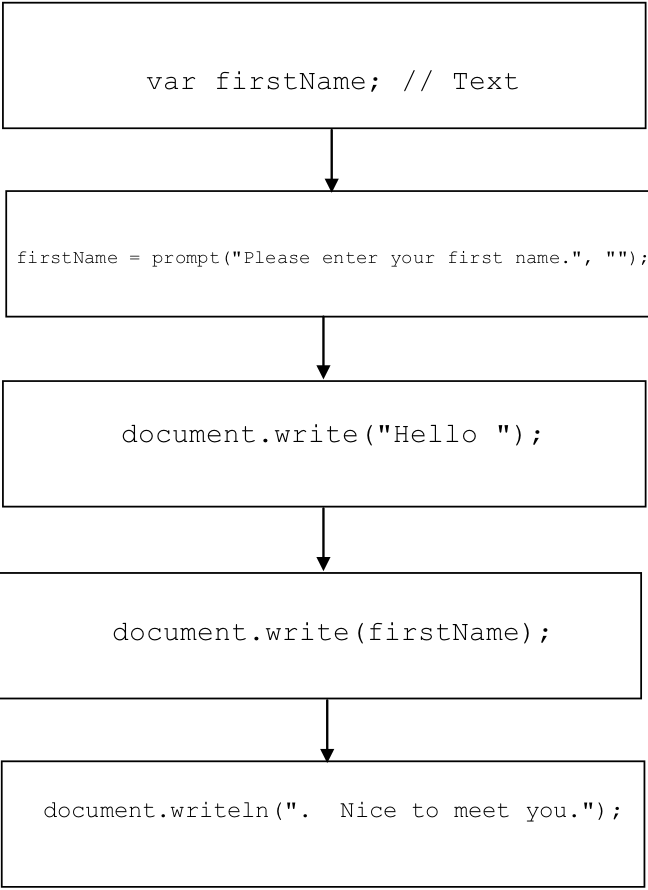 var firstName; // Text
firstName = prompt("Please enter your first name.", "");
document.write("Hello ");
document.write(firstName);
document.writeln(".  Nice to meet you.");